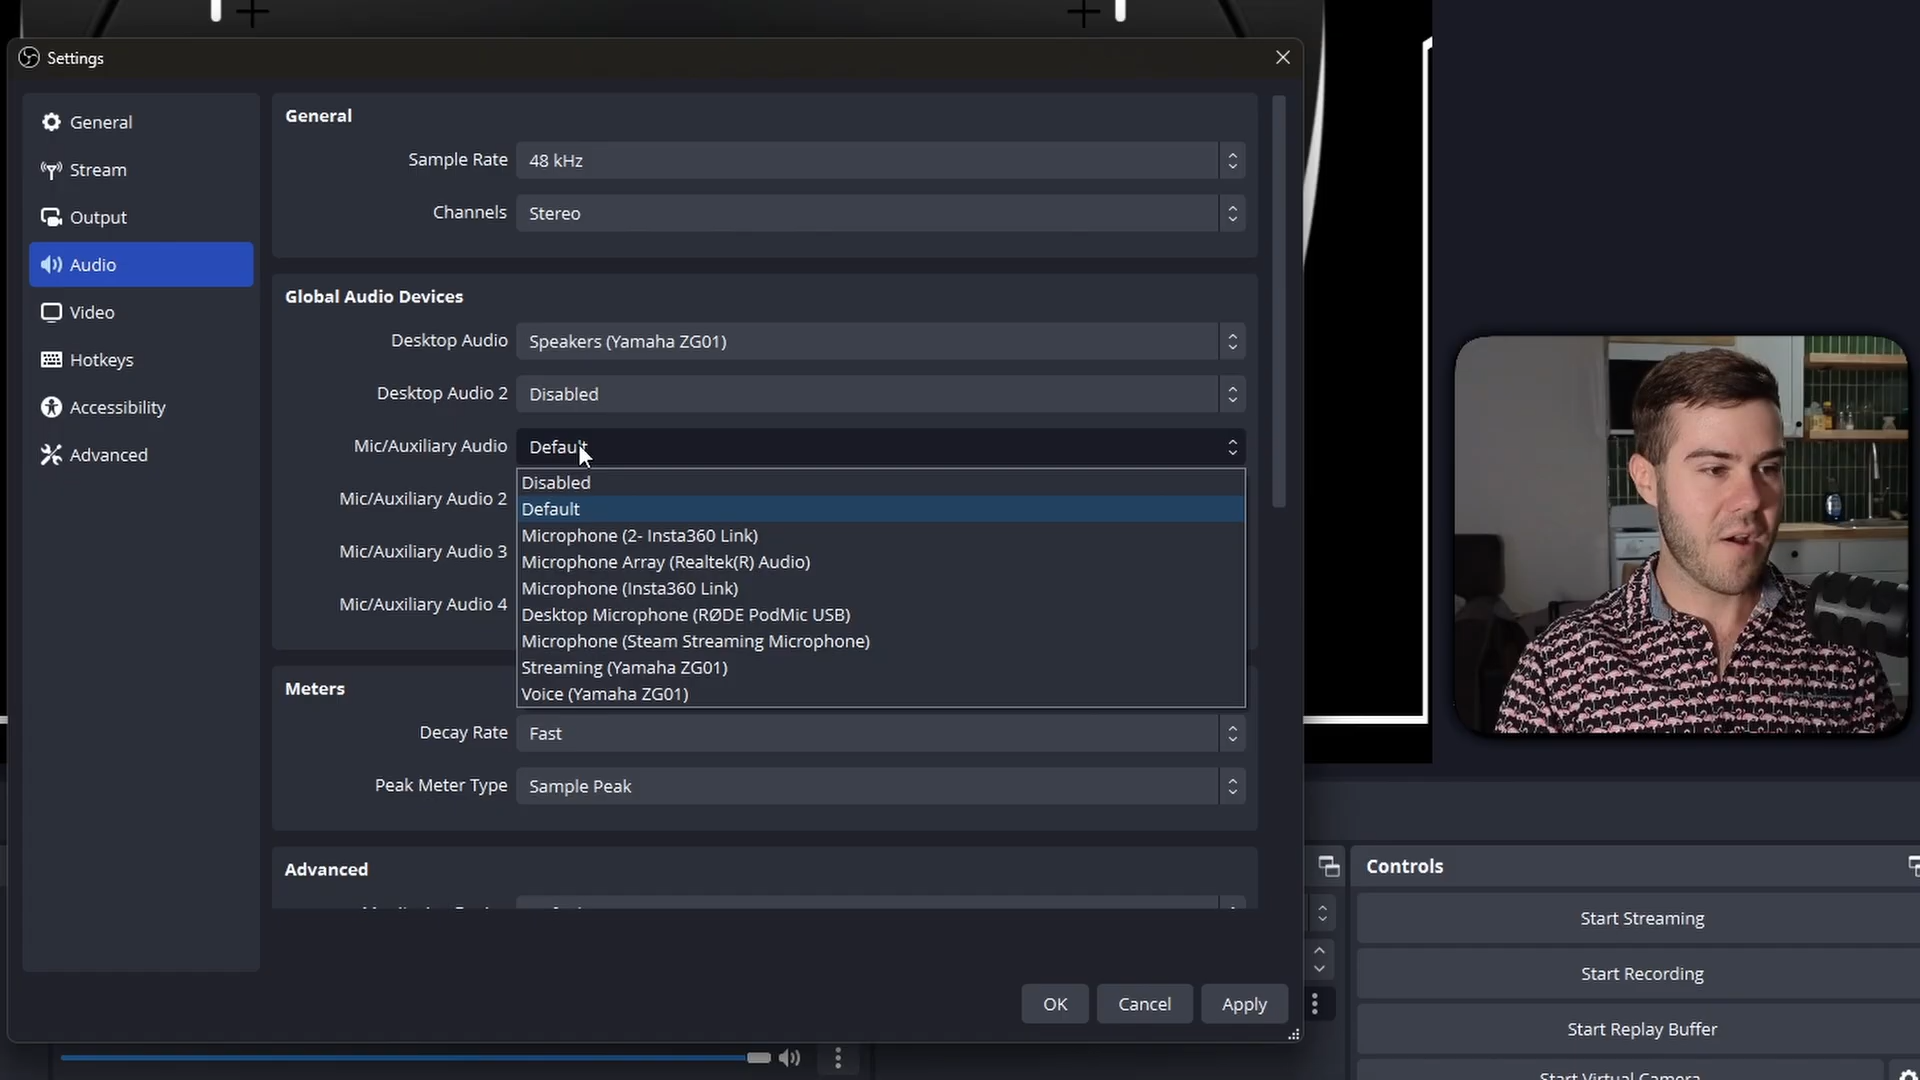 Settings
General
Stream
Output
Audio
Video
Hotkeys
Accessibility
Advanced
General
Sample Rate 48 kHz
Channels Stereo
Global Audio Devices
Desktop Audio Speakers (Yamaha ZG01)
Desktop Audio 2 Disabled
Mic/Auxiliary Audio Default
Mic/Auxiliary Audio 2
Mic/Auxiliary Audio 3
Mic/Auxiliary Audio 4
Disabled
Default
Microphone (2- Insta360 Link)
Microphone Array (Realtek(R) Audio)
Microphone (Insta360 Link)
Desktop Microphone (RØDE PodMic USB)
Microphone (Steam Streaming Microphone)
Streaming (Yamaha ZG01)
Voice (Yamaha ZG01)
Meters
Decay Rate Fast
Peak Meter Type Sample Peak
Advanced
OK Cancel Apply
Controls
Start Streaming
Start Recording
Start Replay Buffer
Start Virtual Camera